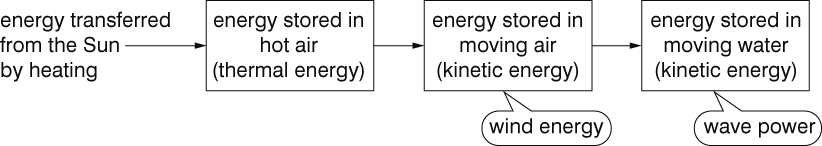 energy transferred
from the Sun
by heating
energy stored in
hot air
(thermal energy)
energy stored in
moving air
(kinetic energy)
energy stored in
moving water
(kinetic energy)
wind energy
wave power